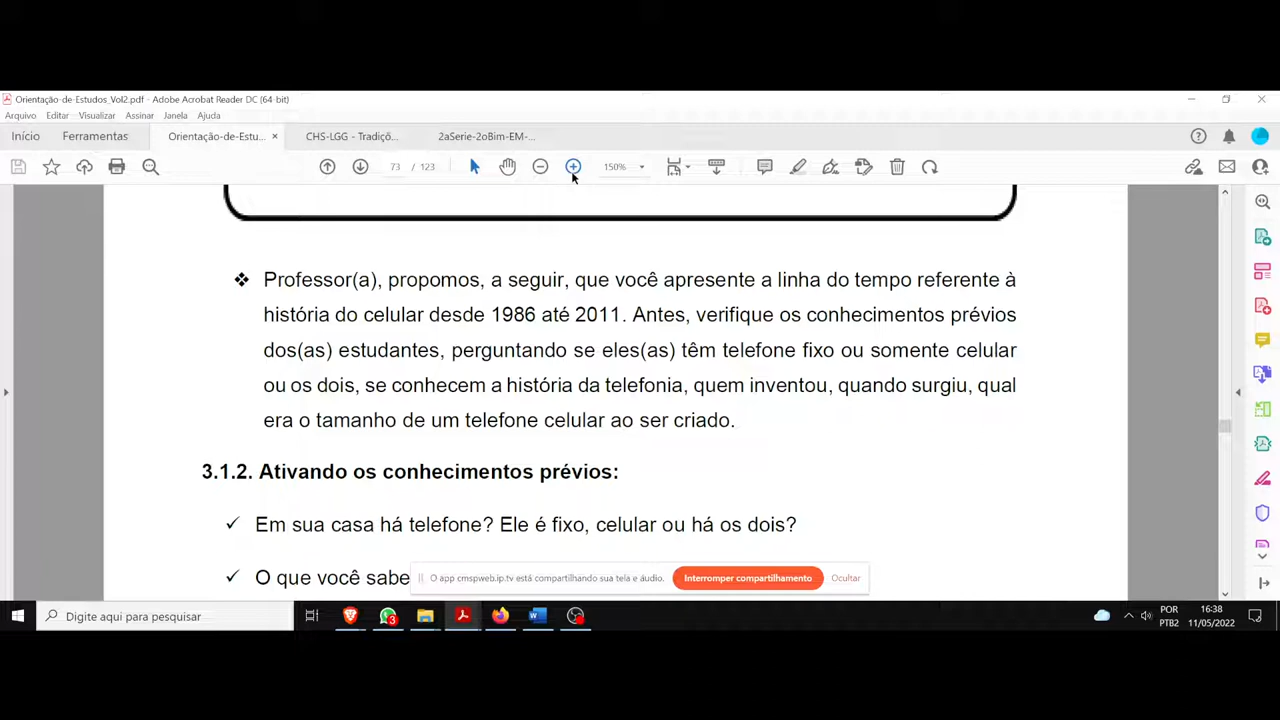 Orientação-de-Estudos_Vol2.pdf - Adobe Acrobat Reader DC (64-bit)
Arquivo Editar Visualizar Assinar Janela Ajuda
Início Ferramentas Orientação-de-Estu... × CHS-LGG - Tradiçõ... 2aSerie-2oBim-EM-...
73 / 123 150%
❖ Professor(a), propomos, a seguir, que você apresente a linha do tempo referente à
história do celular desde 1986 até 2011. Antes, verifique os conhecimentos prévios
dos(as) estudantes, perguntando se eles(as) têm telefone fixo ou somente celular
ou os dois, se conhecem a história da telefonia, quem inventou, quando surgiu, qual
era o tamanho de um telefone celular ao ser criado.
3.1.2. Ativando os conhecimentos prévios:
✓ Em sua casa há telefone? Ele é fixo, celular ou há os dois?
✓ O que você sabe
O app cmspweb.ip.tv está compartilhando sua tela e áudio. Interromper compartilhamento Ocultar
Digite aqui para pesquisar
3
POR 16:38
PTB2 11/05/2022